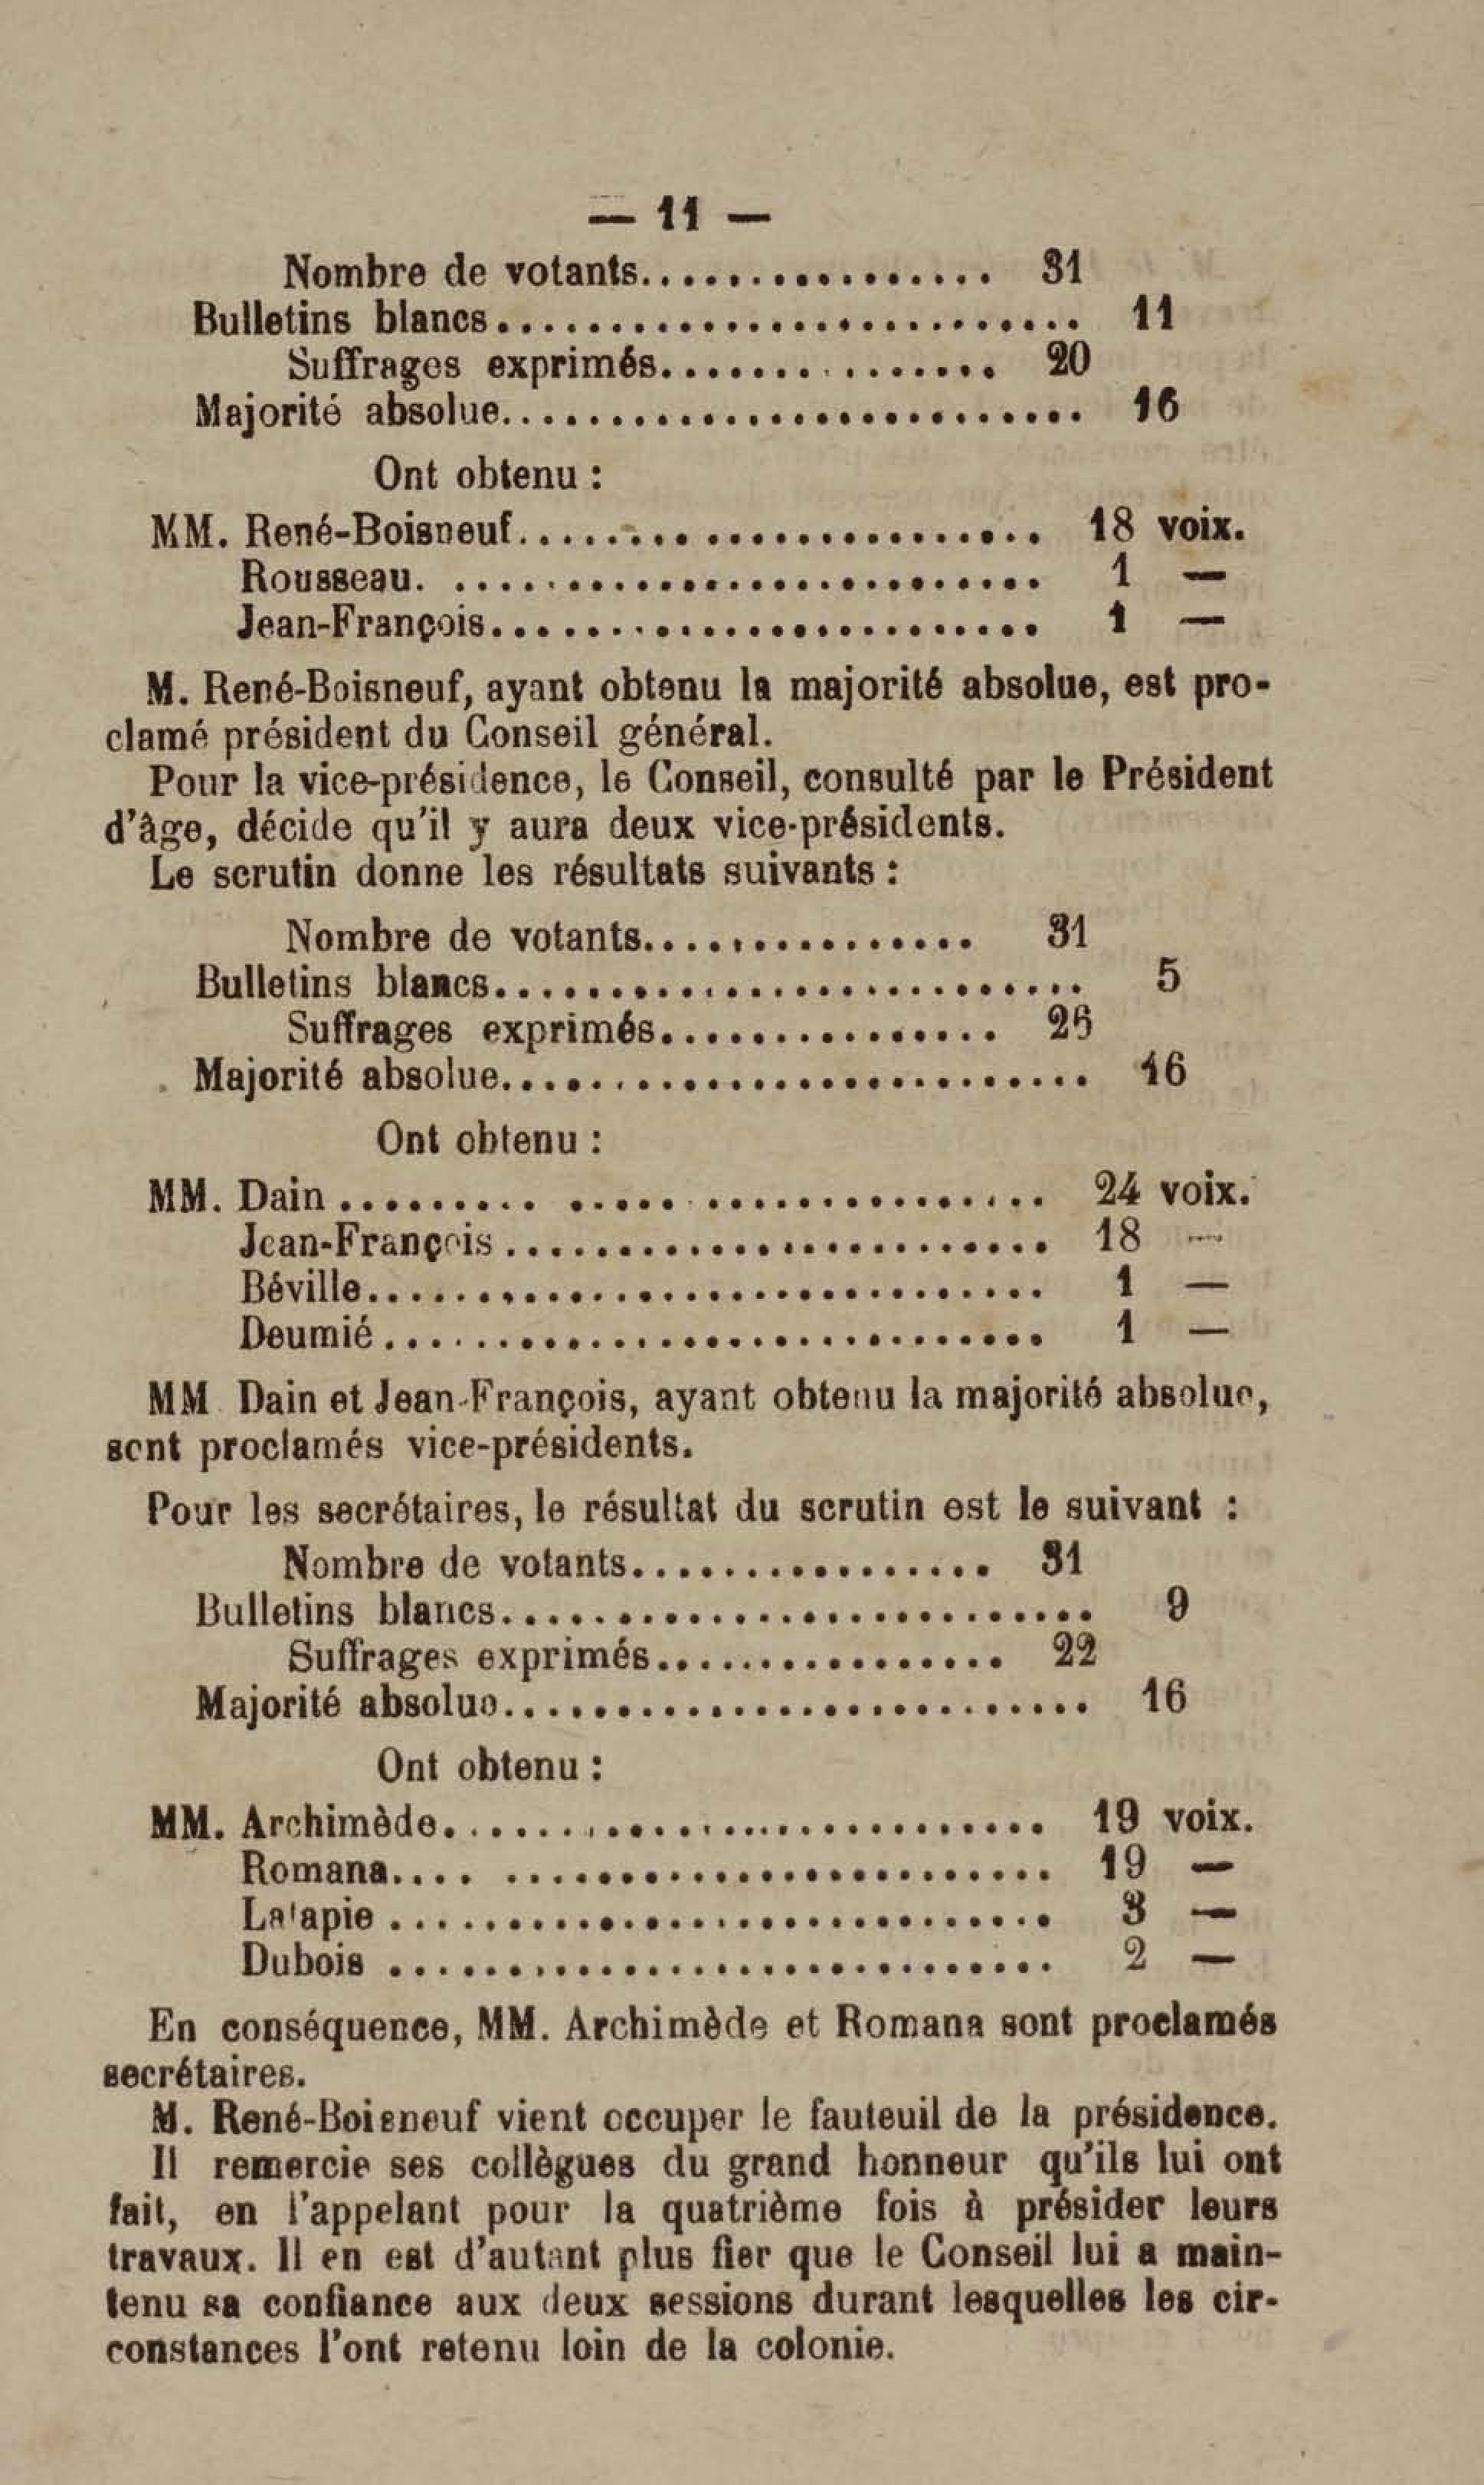 — 11 —
Nombre de votants................ 31
Bulletins blancs.......................... 11
Suffrages exprimés............... 20
Majorité absolue.......................... 16
Ont obtenu :
MM. René-Boisneuf........................ 18 voix.
Rousseau. .......................... 1 —
Jean-François......................... 1 —
M. René-Boisneuf, ayant obtenu la majorité absolue, est pro-
clamé président du Conseil général.
Pour la vice-présidence, le Conseil, consulté par le Président
d'âge, décide qu'il y aura deux vice-présidents.
Le scrutin donne les résultats suivants :
Nombre de votants............... 31
Bulletins blancs.......................... 5
Suffrages exprimés............... 26
Majorité absolue.......................... 16
Ont obtenu :
MM. Dain ......... ..... ............... 24 voix.
Jean-François ........................ 18 —
Béville.............................. 1 —
Deumié ............................. 1 —
MM Dain et Jean-François, ayant obtenu la majorité absolue,
sont proclamés vice-présidents.
Pour les secrétaires, le résultat du scrutin est le suivant :
Nombre de votants................ 31
Bulletins blancs.......................... 9
Suffrages exprimés................ 22
Majorité absolue.......................... 16
Ont obtenu :
MM. Archimède........................... 19 voix.
Romana.... ........................ 19 —
Latapie ............................. 3 —
Dubois ............................. 2 —
En conséquence, MM. Archimède et Romana sont proclamés
secrétaires.
M. René-Boisneuf vient occuper le fauteuil de la présidence.
Il remercie ses collègues du grand honneur qu'ils lui ont
fait, en l'appelant pour la quatrième fois à présider leurs
travaux. Il en est d'autant plus fier que le Conseil lui a main-
tenu sa confiance aux deux sessions durant lesquelles les cir-
constances l'ont retenu loin de la colonie.